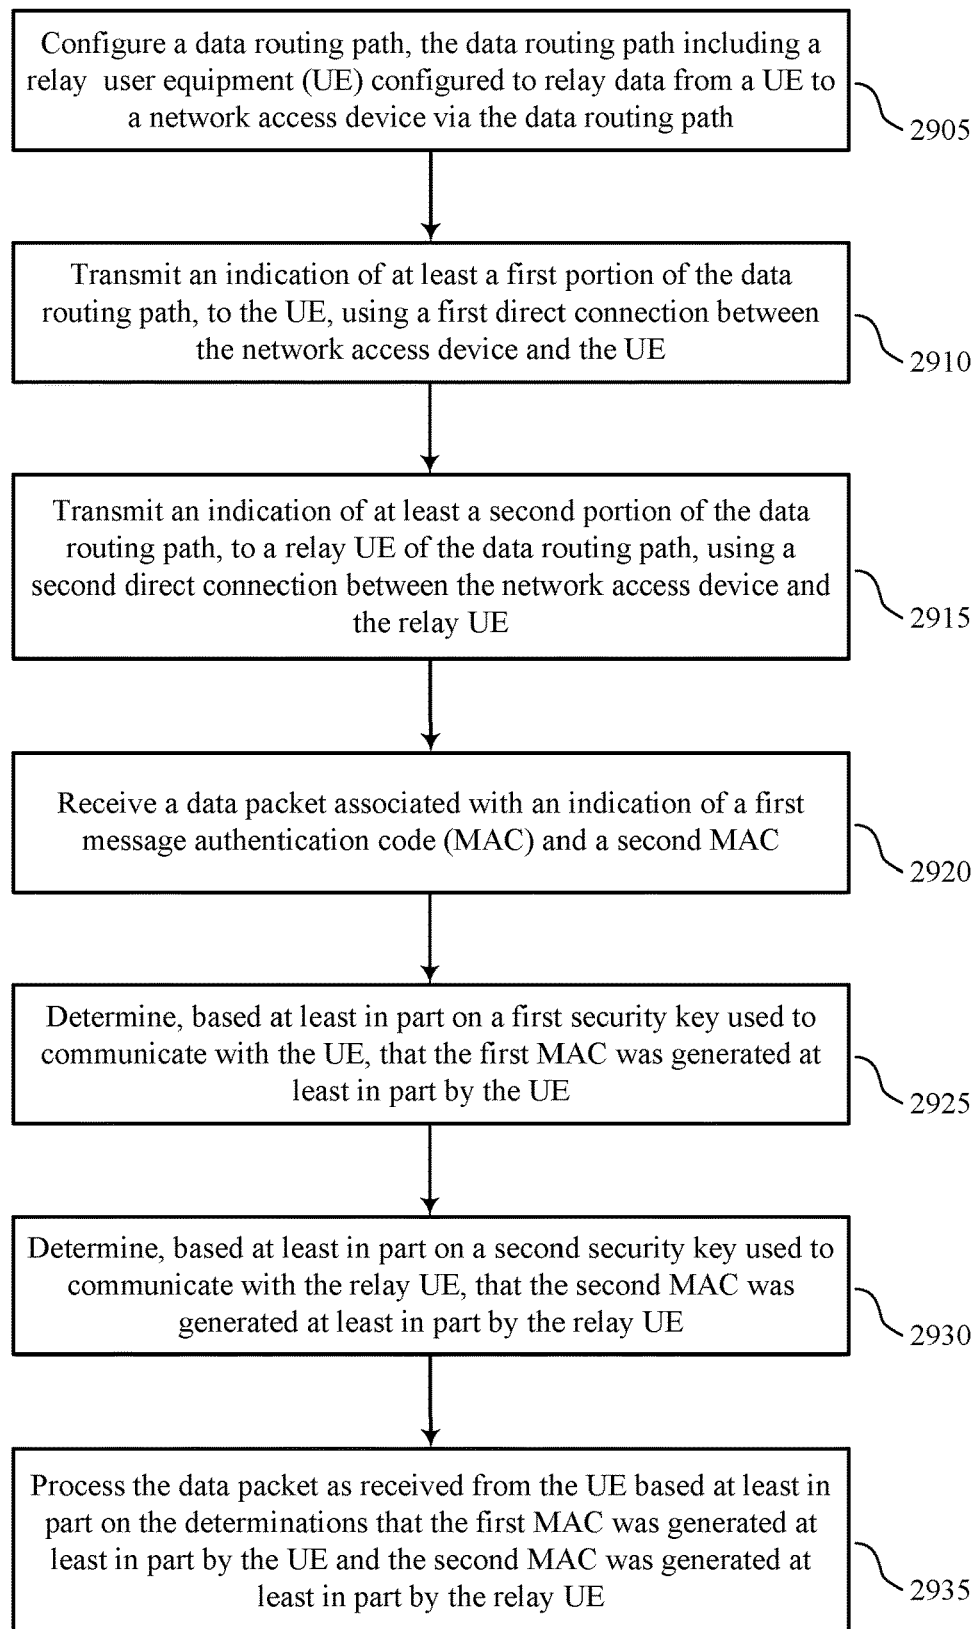 Configure a data routing path, the data routing path including a
relay user equipment (UE) configured to relay data from a UE to
a network access device via the data routing path
2905
Transmit an indication of at least a first portion of the data
routing path, to the UE, using a first direct connection between
the network access device and the UE
2910
Transmit an indication of at least a second portion of the data
routing path, to a relay UE of the data routing path, using a
second direct connection between the network access device and
the relay UE
2915
Receive a data packet associated with an indication of a first
message authentication code (MAC) and a second MAC
2920
Determine, based at least in part on a first security key used to
communicate with the UE, that the first MAC was generated at
least in part by the UE
2925
Determine, based at least in part on a second security key used to
communicate with the relay UE, that the second MAC was
generated at least in part by the relay UE
2930
Process the data packet as received from the UE based at least in
part on the determinations that the first MAC was generated at
least in part by the UE and the second MAC was generated at
least in part by the relay UE
2935